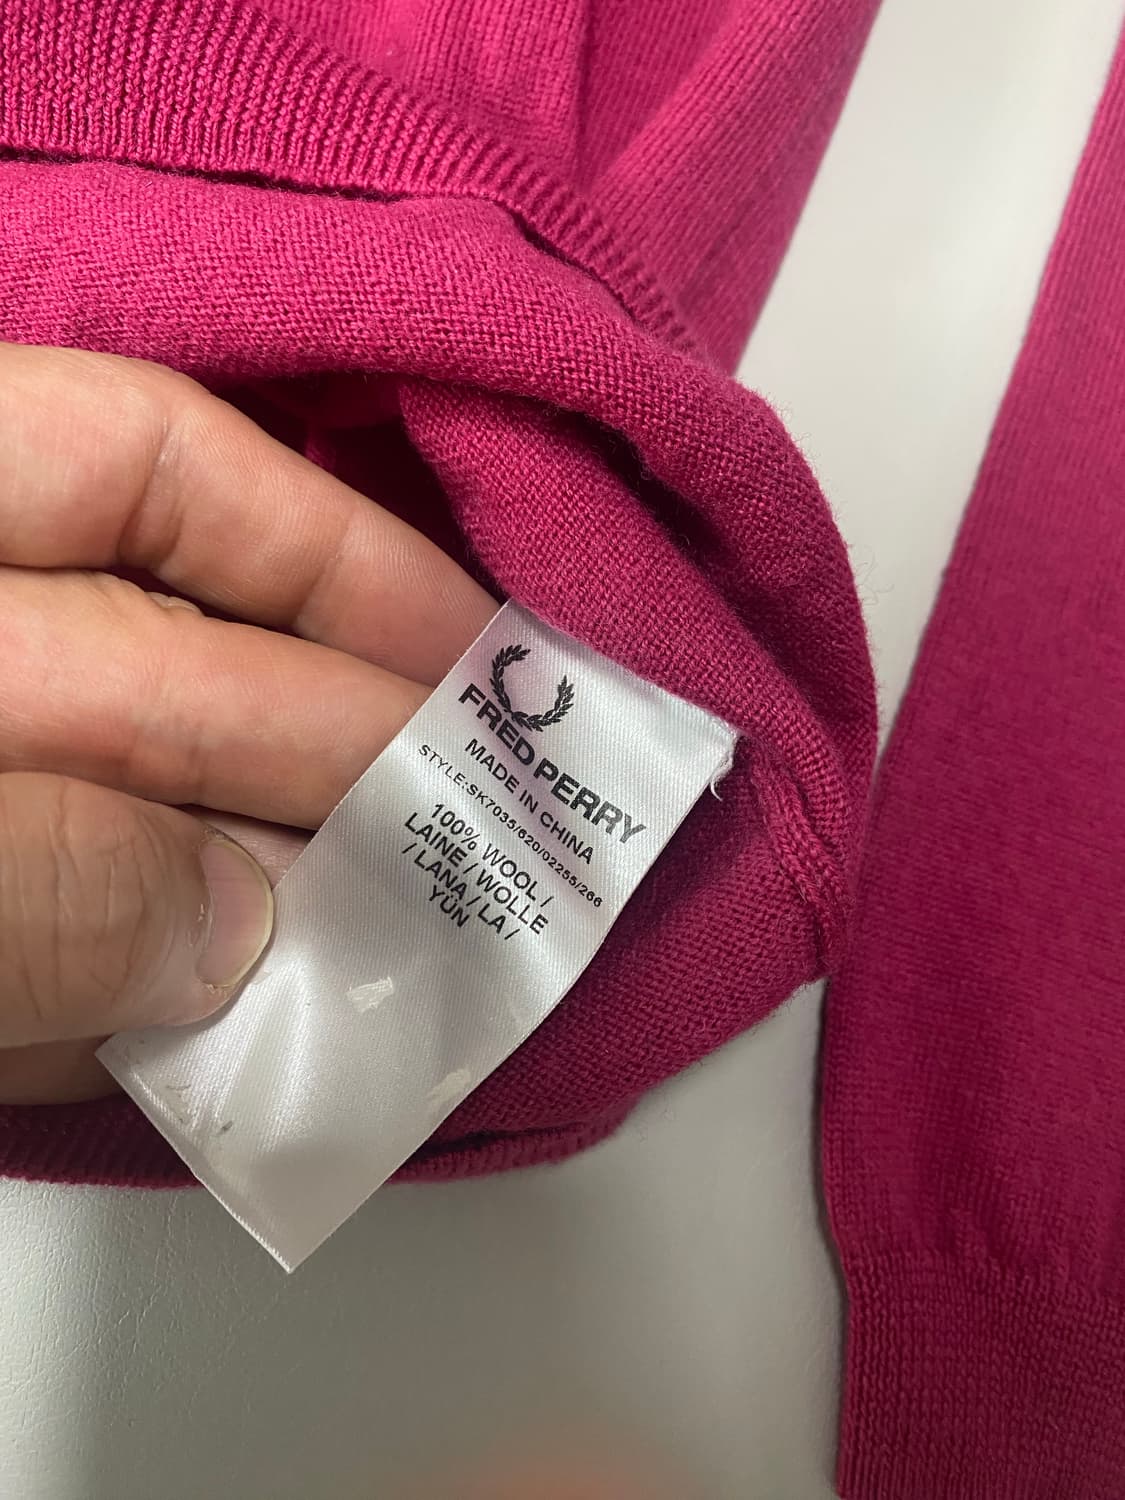 FRED PERRY
MADE IN CHINA
STYLE:SK7035/620/02255/266
100% WOOL /
LAINE / WOLLE
/ LANA / LA /
YÜN